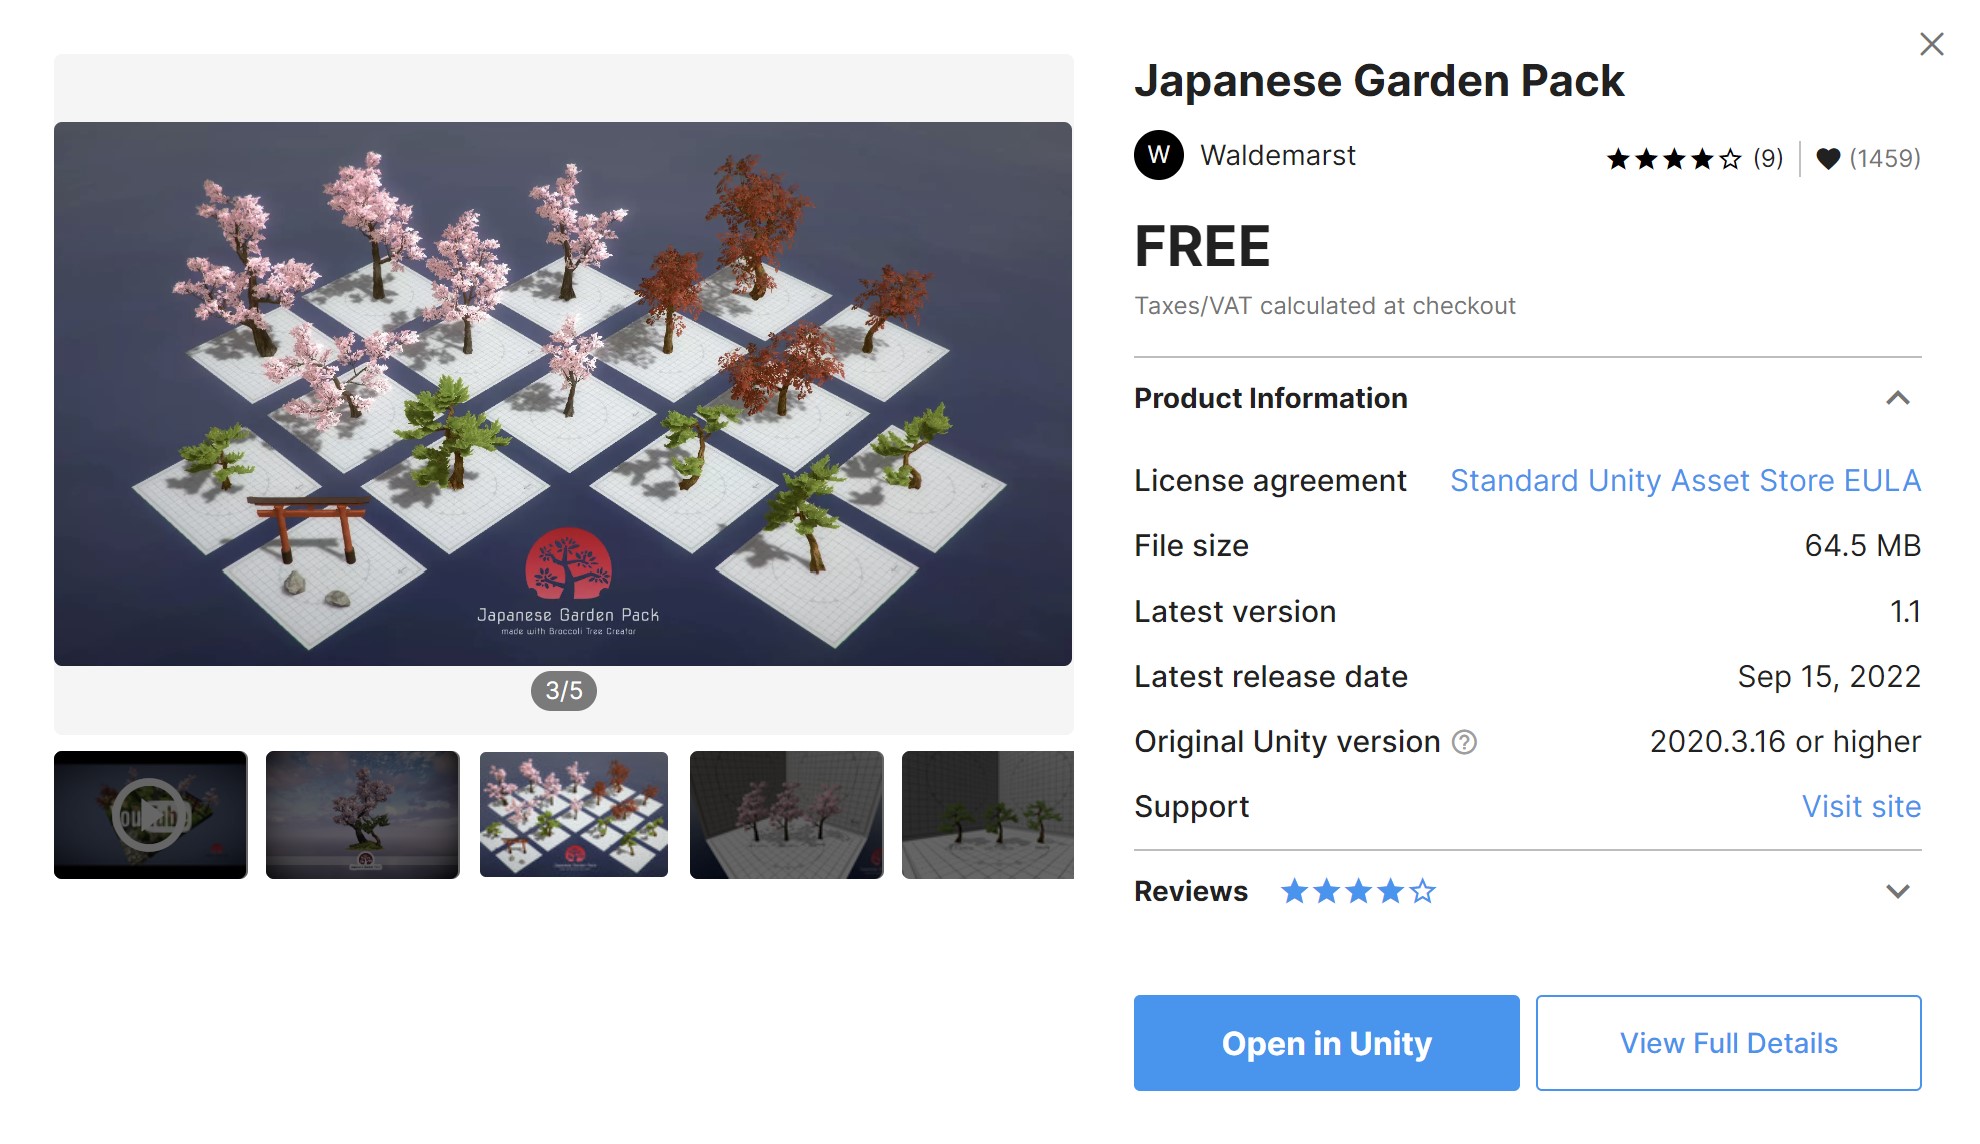 Japanese Garden Pack
W Waldemarst
(9) (1459)
FREE
Taxes/VAT calculated at checkout
Product Information
License agreement Standard Unity Asset Store EULA
File size 64.5 MB
Latest version 1.1
Latest release date Sep 15, 2022
Original Unity version ? 2020.3.16 or higher
Support Visit site
Reviews
Open in Unity
View Full Details
Japanese Garden Pack
made with Broccoli Tree Creator
3/5